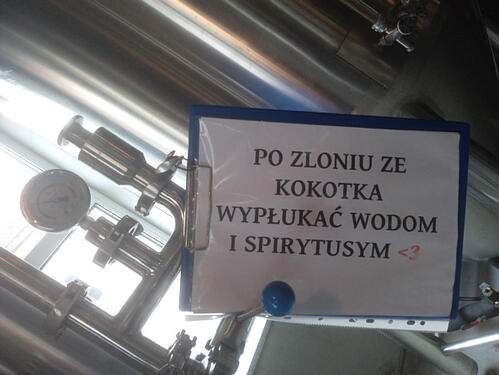 PO ZLONIU ZE
KOKOTKA
WYPŁUKAĆ WODOM
I SPIRYTUSYM <3